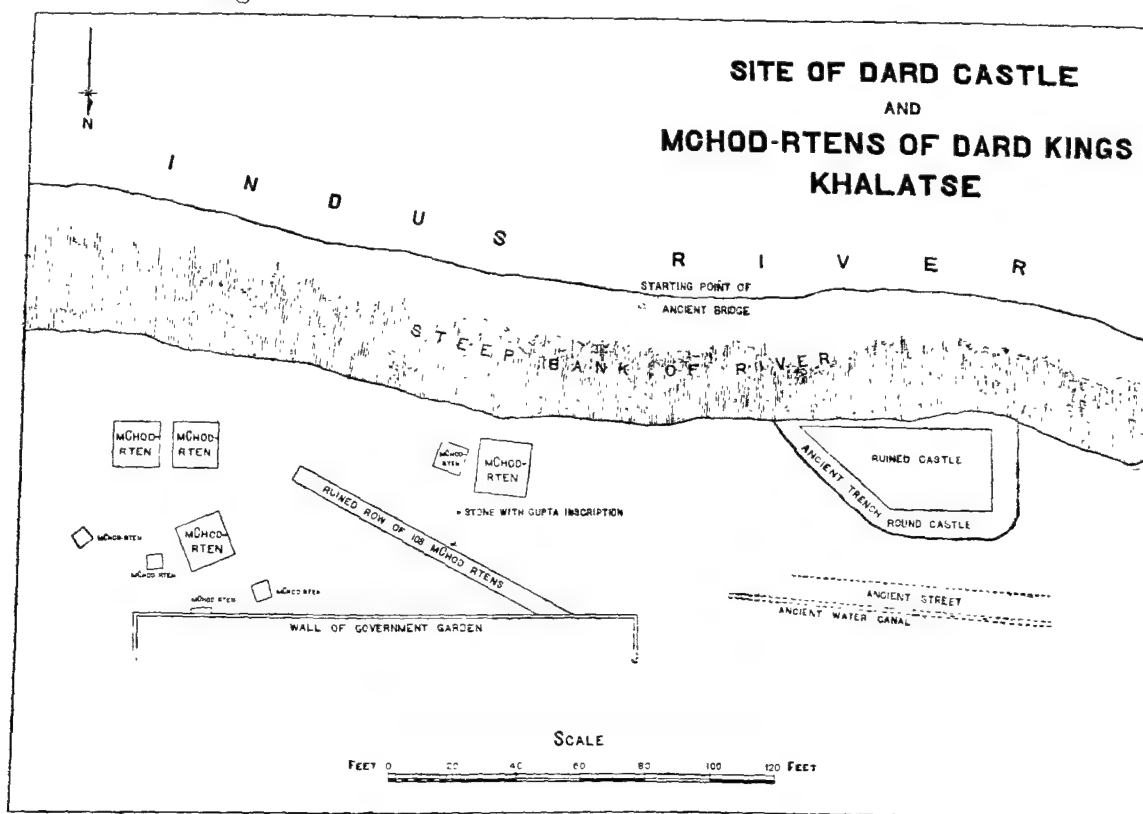 SITE OF DARD CASTLE
AND
MCHOD-RTENS OF DARD KINGS
KHALATSE
N
INDUS RIVER
STARTING POINT OF
ANCIENT BRIDGE
STEEP BANK OF RIVER
MCHOD-
RTEN
MCHOD-
RTEN
MCHOD-
RTEN
MCHOD-
RTEN
RUINED CASTLE
ANCIENT TRENCH
ROUND CASTLE
RUINED ROW OF 108 MCHOD RTENS
STONE WITH GUPTA INSCRIPTION
MCHOD-RTEN
MCHOD-
RTEN
MCHOD RTEN
MCHOD RTEN
MCHOD RTEN
WALL OF GOVERNMENT GARDEN
ANCIENT STREET
ANCIENT WATER CANAL
SCALE
FEET 0 20 40 60 80 100 120 FEET